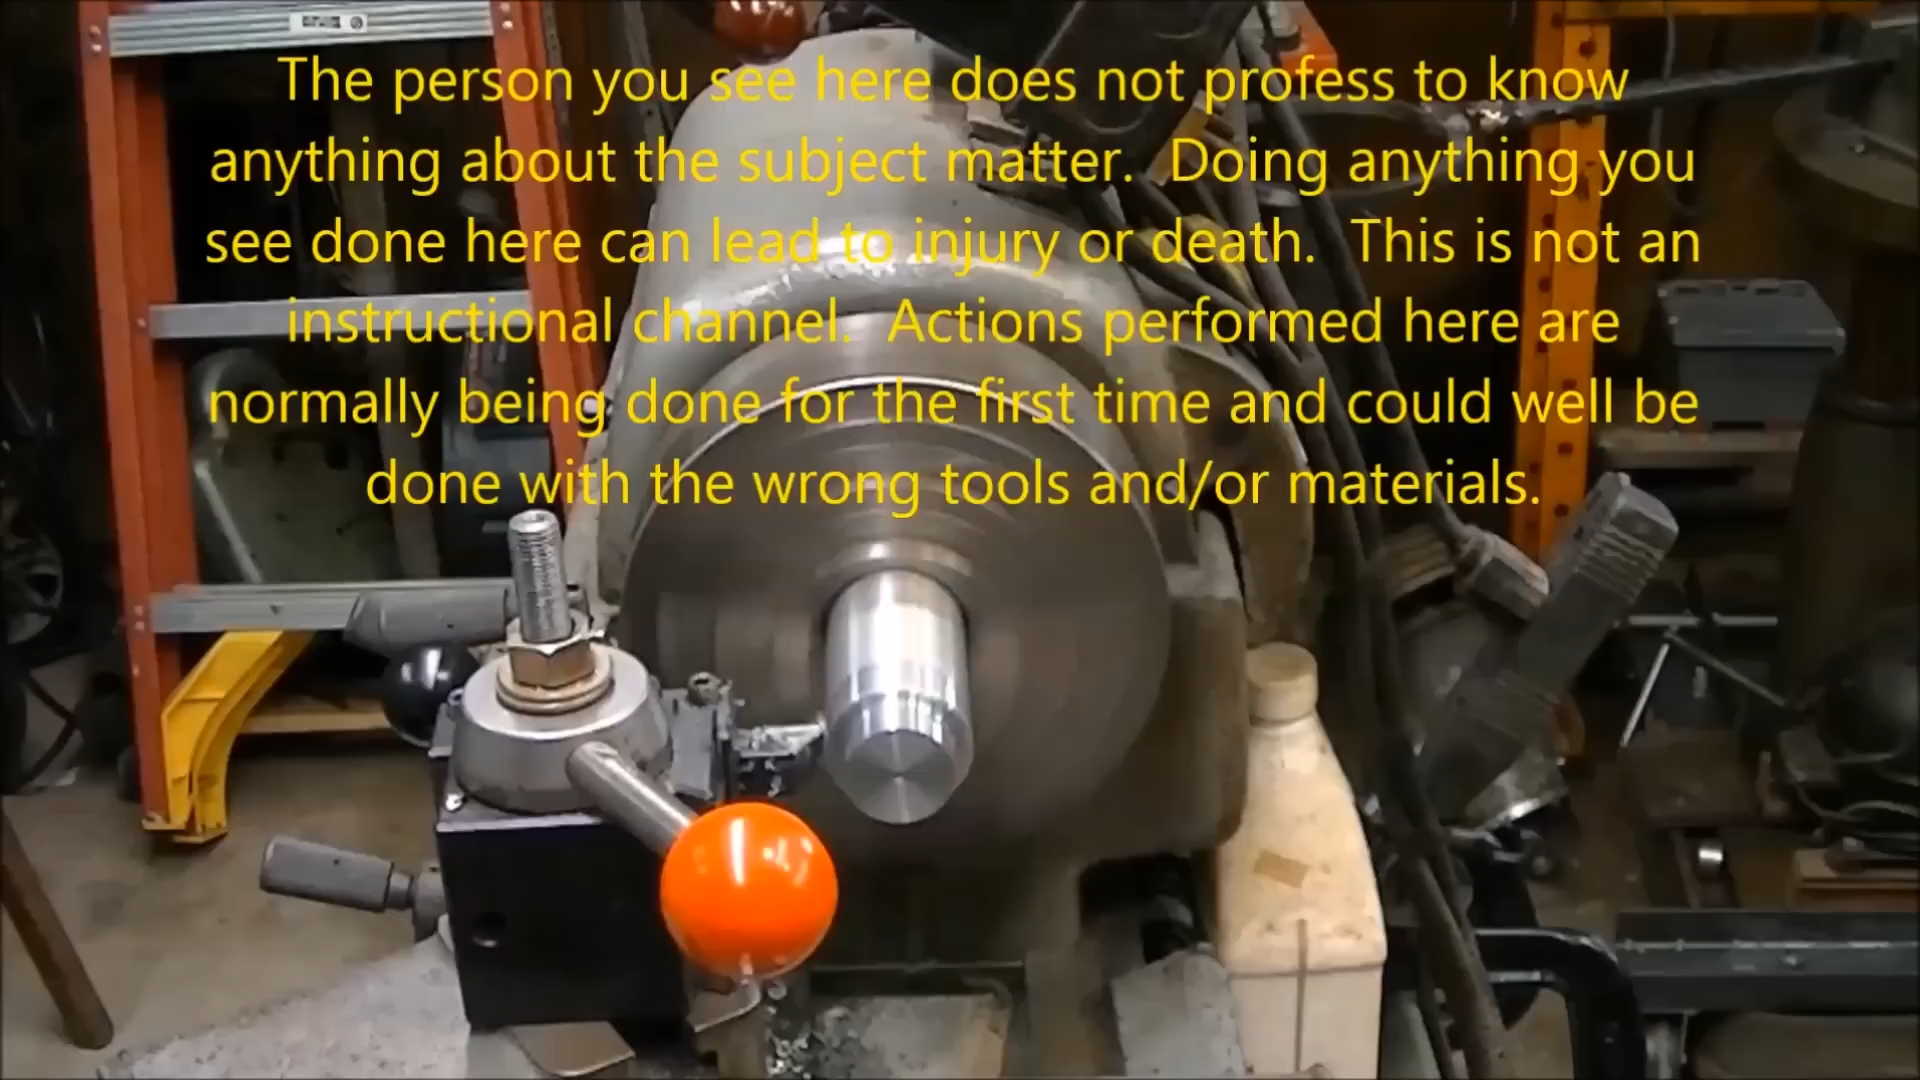 The person you see here does not profess to know
anything about the subject matter.  Doing anything you
see done here can lead to injury or death.  This is not an
instructional channel.  Actions performed here are
normally being done for the first time and could well be
done with the wrong tools and/or materials.